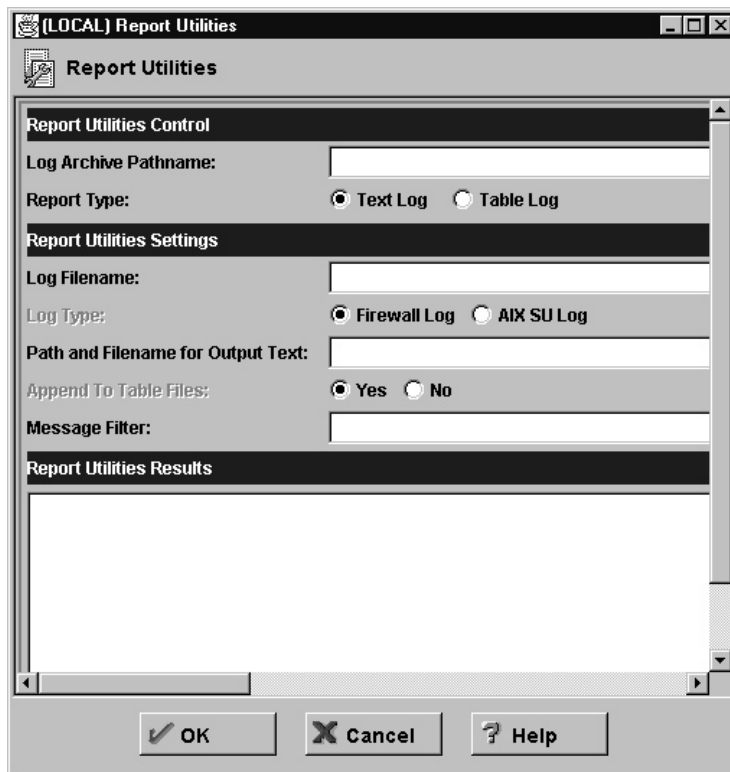 (LOCAL) Report Utilities
Report Utilities
Report Utilities Control
Log Archive Pathname:
Report Type: Text Log Table Log
Report Utilities Settings
Log Filename:
Log Type: Firewall Log AIX SU Log
Path and Filename for Output Text:
Append To Table Files: Yes No
Message Filter:
Report Utilities Results
OK Cancel ? Help